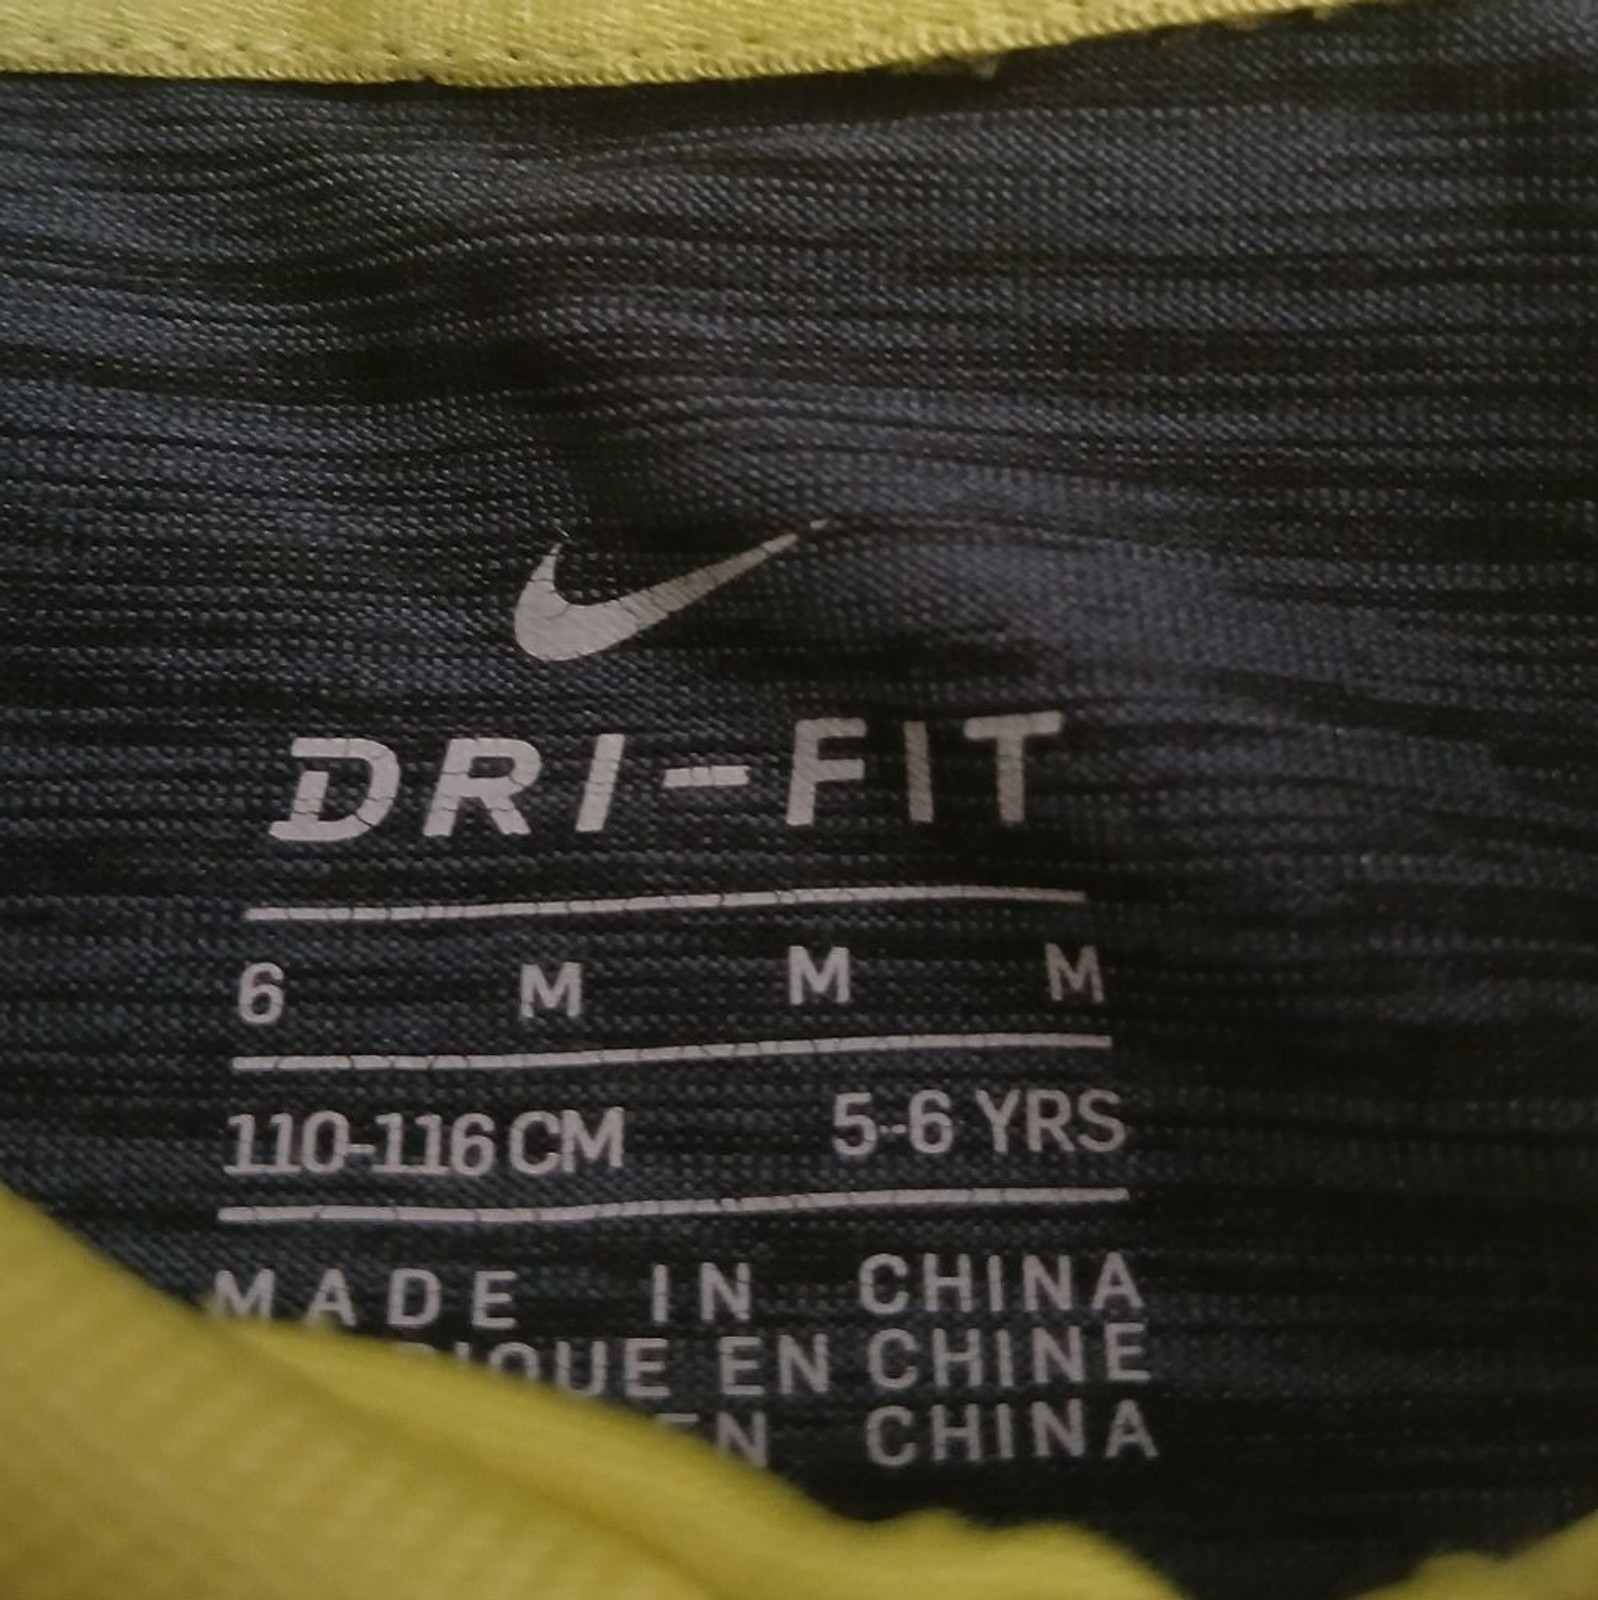 DRI-FIT
6 M M M
110-116 CM 5-6 YRS
MADE IN CHINA
EN CHINE
CHINA